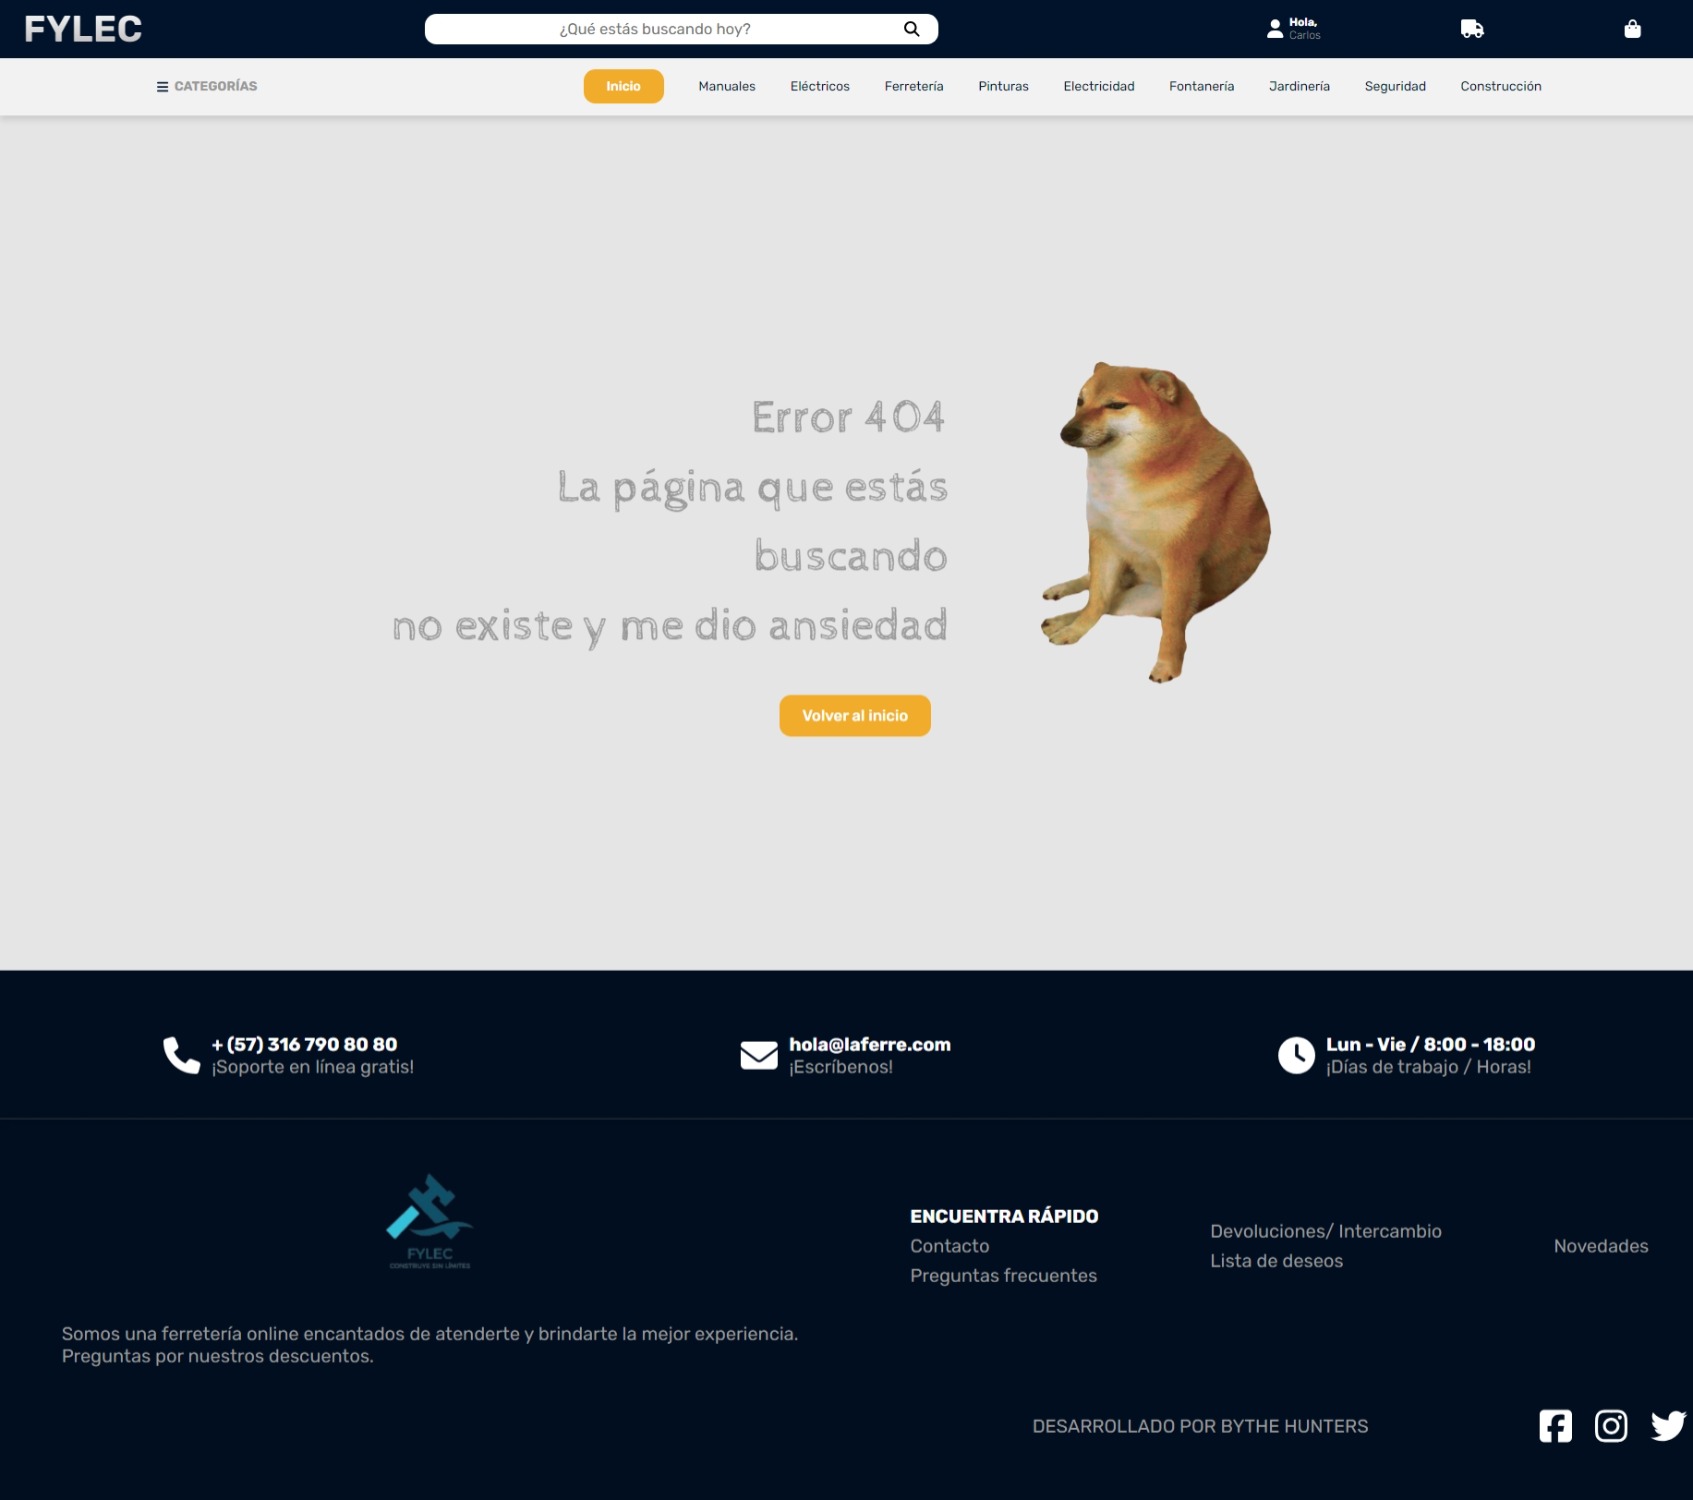 FYLEC
¿Qué estás buscando hoy?
Hola,
Carlos
CATEGORÍAS
Inicio
Manuales
Eléctricos
Ferretería
Pinturas
Electricidad
Fontanería
Jardinería
Seguridad
Construcción
Error 404
La página que estás
buscando
no existe y me dio ansiedad
Volver al inicio
+ (57) 316 790 80 80
¡Soporte en línea gratis!
hola@laferre.com
¡Escríbenos!
Lun - Vie / 8:00 - 18:00
¡Días de trabajo / Horas!
FYLEC
CONSTRUYE SIN LÍMITES
Somos una ferretería online encantados de atenderte y brindarte la mejor experiencia.
Preguntas por nuestros descuentos.
ENCUENTRA RÁPIDO
Contacto
Preguntas frecuentes
Devoluciones/ Intercambio
Lista de deseos
Novedades
DESARROLLADO POR BYTHE HUNTERS